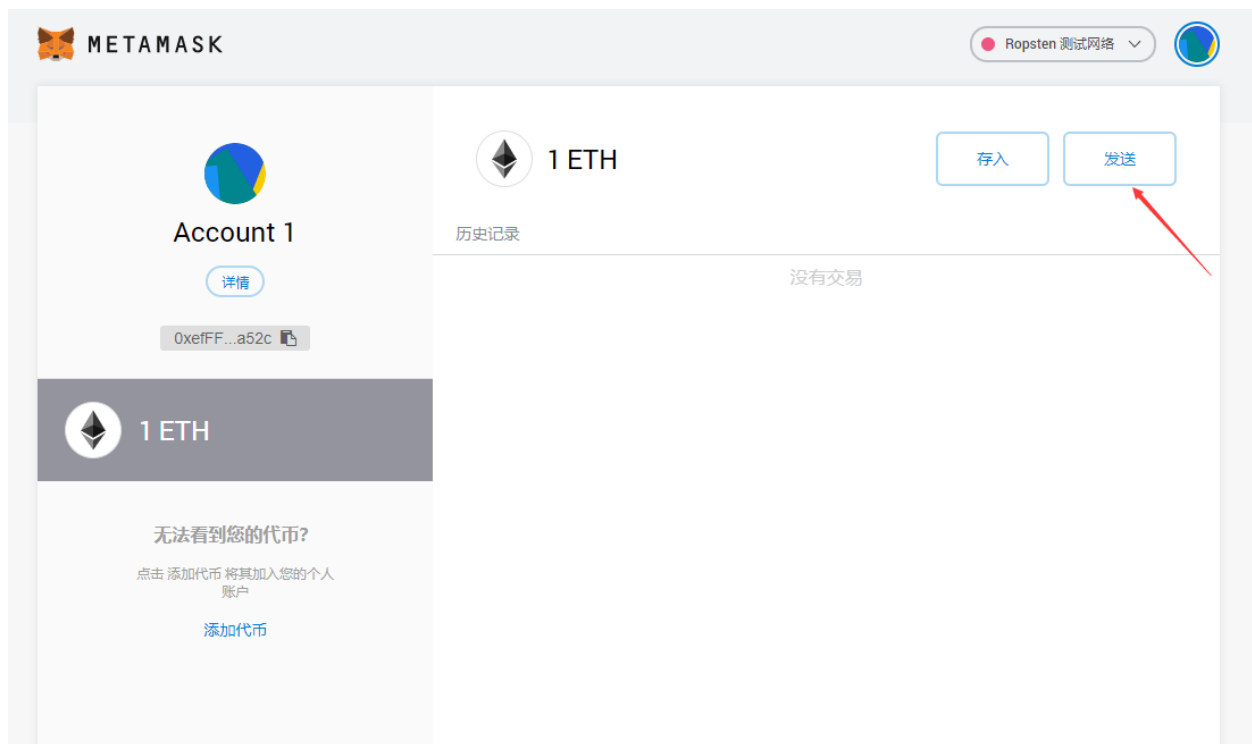 METAMASK
Ropsten 测试网络
Account 1
详情
0xefFF...a52c
1 ETH
无法看到您的代币?
点击 添加代币 将其加入您的个人
账户
添加代币
1 ETH
存入
发送
历史记录
没有交易